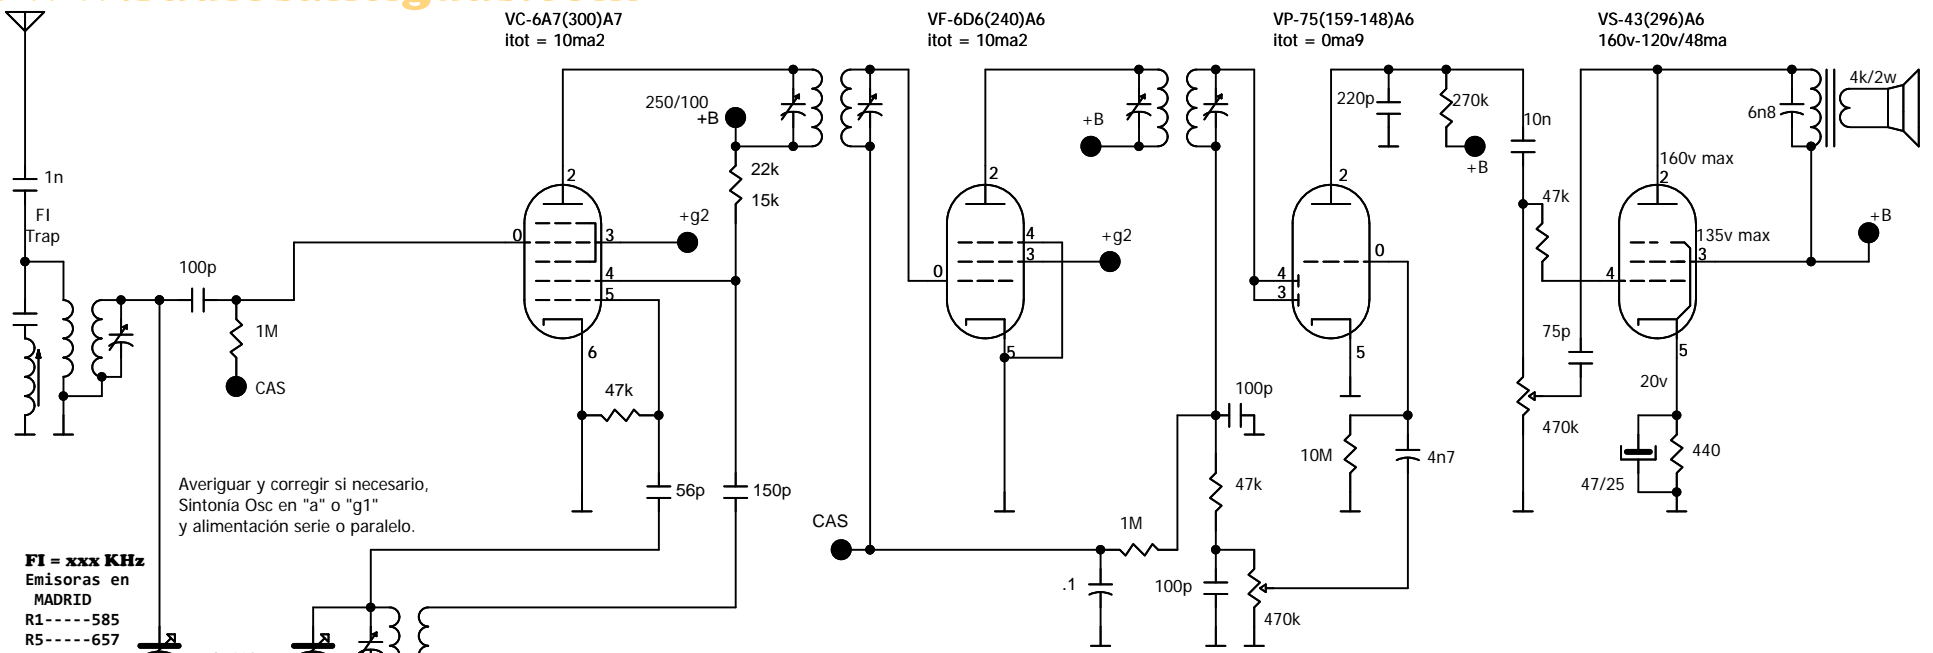 VC-6A7(300)A7
itot = 10ma2
VF-6D6(240)A6
itot = 10ma2
VP-75(159-148)A6
itot = 0ma9
VS-43(296)A6
160v-120v/48ma
1n
FI
Trap
100p
1M
CAS
250/100
+B
22k
15k
2
0
3
+g2
4
5
6
47k
56p
150p
2
4
3
+g2
0
5
+B
CAS
1M
.1
100p
47k
100p
470k
2
0
4
3
5
220p
270k
+B
10n
10M
4n7
47k
75p
470k
160v max
2
135v max
3
4
5
20v
47/25
440
6n8
4k/2w
+B
Averiguar y corregir si necesario,
Sintonía Osc en "a" o "g1"
y alimentación serie o paralelo.
FI = xxx KHz
Emisoras en
MADRID
R1-----585
R5-----657